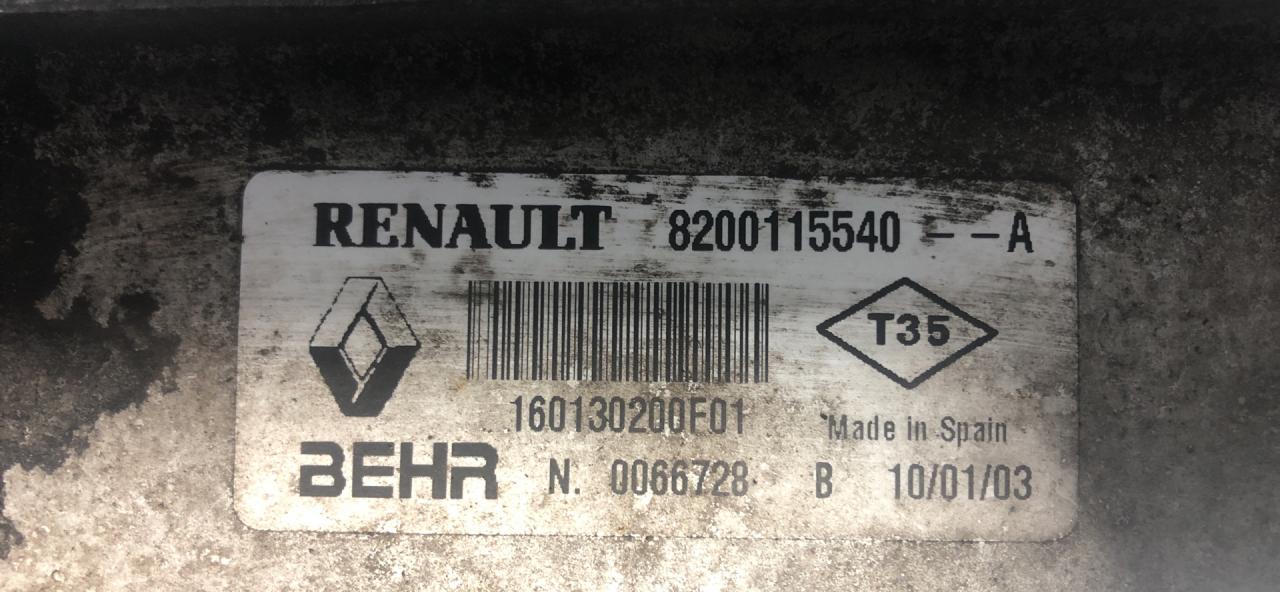 RENAULT 8200115540 --A
T35
160130200F01
Made in Spain
BEHR N. 0066728 B 10/01/03